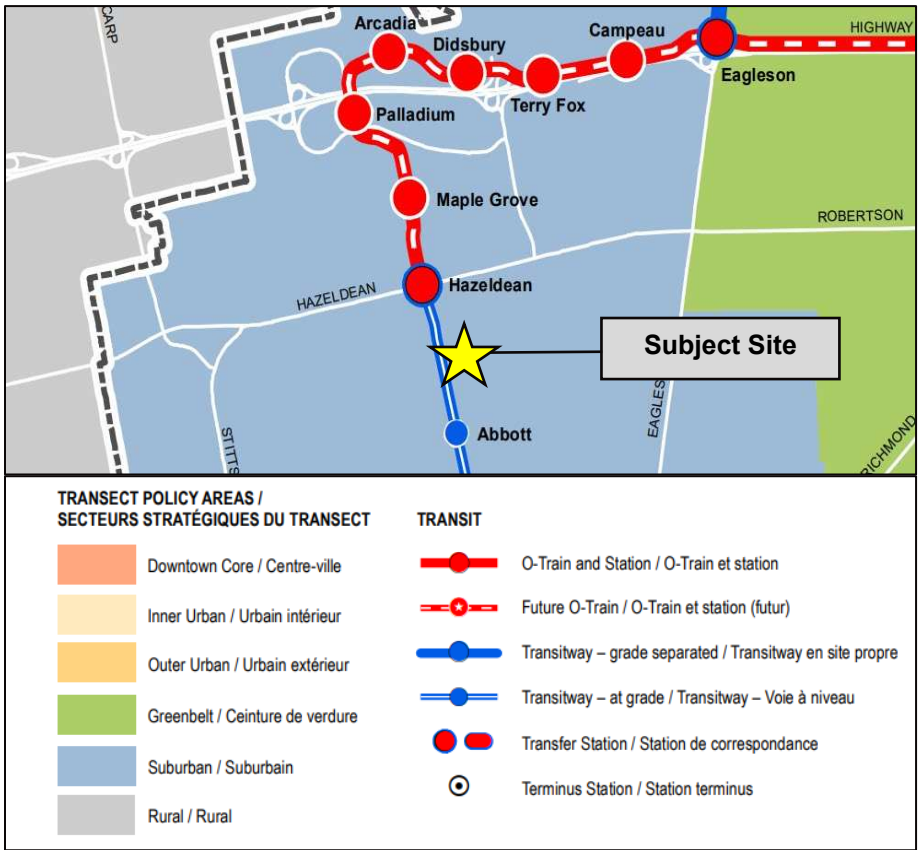 CARP
Arcadia
Didsbury
Campeau
HIGHWAY
Eagleson
Terry Fox
Palladium
Maple Grove
ROBERTSON
HAZELDEAN
Hazeldean
Subject Site
EAGLES
Abbott
STITTS
RICHMOND
TRANSECT POLICY AREAS /
SECTEURS STRATÉGIQUES DU TRANSECT
Downtown Core / Centre-ville
Inner Urban / Urbain intérieur
Outer Urban / Urbain extérieur
Greenbelt / Ceinture de verdure
Suburban / Suburbain
Rural / Rural
TRANSIT
O-Train and Station / O-Train et station
Future O-Train / O-Train et station (futur)
Transitway – grade separated / Transitway en site propre
Transitway – at grade / Transitway – Voie à niveau
Transfer Station / Station de correspondance
Terminus Station / Station terminus